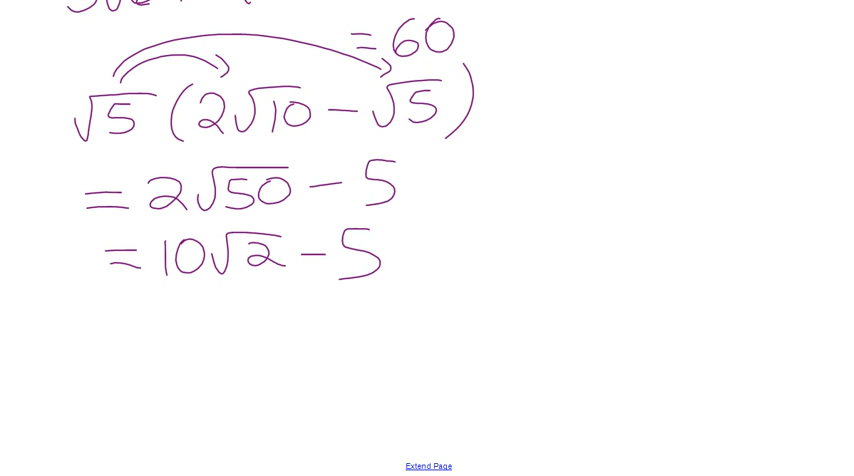 = 60
√5 (2√10 − √5)
= 2√50 − 5
= 10√2 − 5
Extend Page